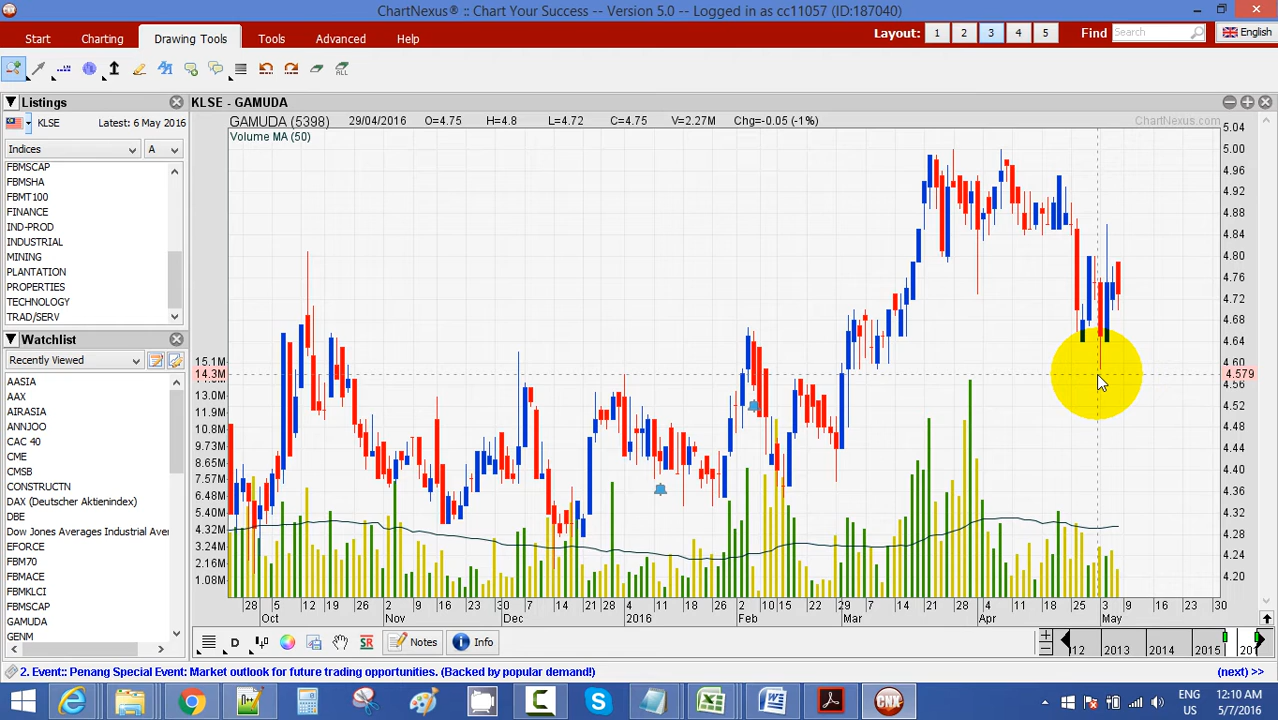 ChartNexus® :: Chart Your Success -- Version 5.0 -- Logged in as cc11057 (ID:187040)
Start Charting Drawing Tools Tools Advanced Help Layout: 1 2 3 4 5 Find Search English
ALL
Listings
KLSE Latest: 6 May 2016
Indices A
FBMSCAP
FBMSHA
FBMT100
FINANCE
IND-PROD
INDUSTRIAL
MINING
PLANTATION
PROPERTIES
TECHNOLOGY
TRAD/SERV
Watchlist
Recently Viewed
AASIA
AAX
AIRASIA
ANNJOO
CAC 40
CME
CMSB
CONSTRUCTN
DAX (Deutscher Aktienindex)
DBE
Dow Jones Averages Industrial Aver
EFORCE
FBM70
FBMACE
FBMKLCI
FBMSCAP
GAMUDA
GENM
KLSE - GAMUDA
GAMUDA (5398) 29/04/2016 O=4.75 H=4.8 L=4.72 C=4.75 V=2.27M Chg=-0.05 (-1%) ChartNexus.com
Volume MA (50)
5.04
5.00
4.96
4.92
4.88
4.84
4.80
4.76
4.72
4.68
4.64
4.60
4.579
4.56
4.52
4.48
4.44
4.40
4.36
4.32
4.28
4.24
4.20
15.1M
14.3M
12.9M
11.9M
10.8M
9.73M
8.65M
7.57M
6.48M
5.40M
4.32M
3.24M
2.16M
1.08M
28 5 12 19 26 2 9 16 23 30 7 14 21 28 4 11 18 25 2 10 15 22 29 7 14 21 28 4 11 18 25 3 9 16 23 30
Oct Nov Dec 2016 Feb Mar Apr May
D SR Notes Info 12 2013 2014 2015 201
2. Event:: Penang Special Event: Market outlook for future trading opportunities. (Backed by popular demand!) (next) >>
CNX ENG 12:10 AM
US 5/7/2016